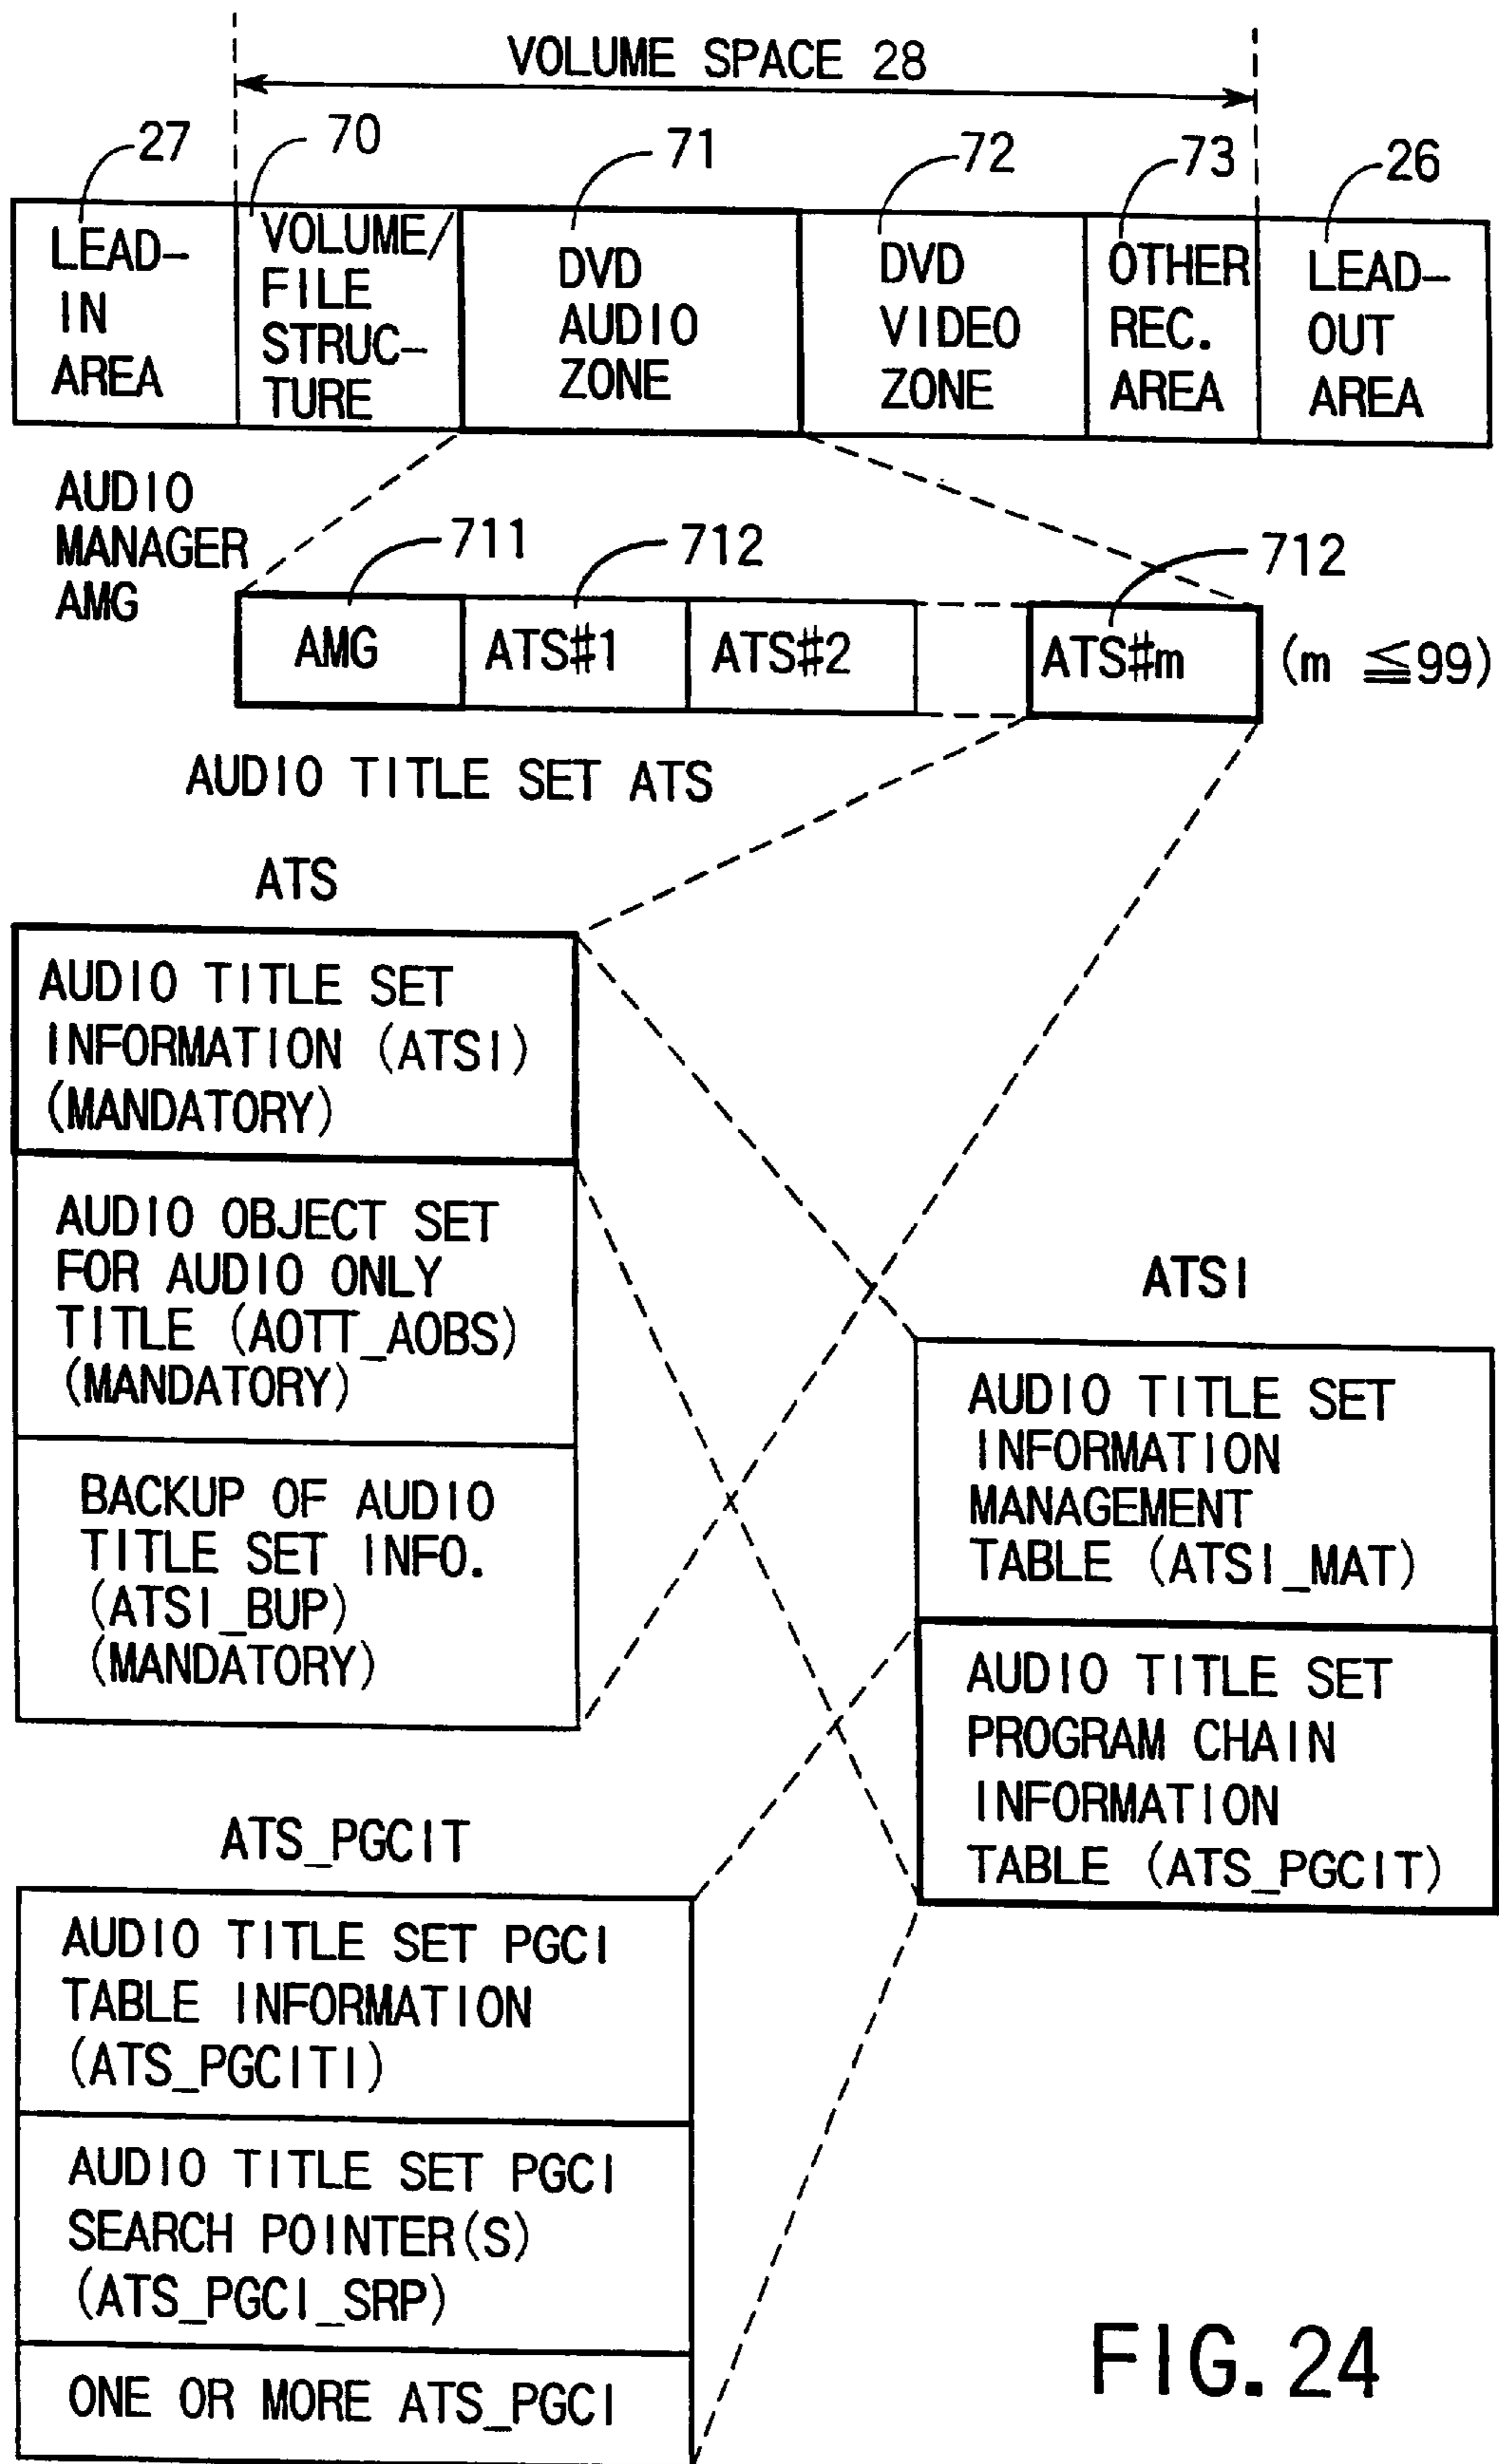 VOLUME SPACE 28
27
70
71
72
73
26
LEAD-
IN
AREA
VOLUME/
FILE
STRUC-
TURE
DVD
AUDIO
ZONE
DVD
VIDEO
ZONE
OTHER
REC.
AREA
LEAD-
OUT
AREA
AUDIO
MANAGER
AMG
711
712
712
AMG
ATS#1
ATS#2
ATS#m
(m ≦99)
AUDIO TITLE SET ATS
ATS
AUDIO TITLE SET
INFORMATION (ATSI)
(MANDATORY)
AUDIO OBJECT SET
FOR AUDIO ONLY
TITLE (AOTT_AOBS)
(MANDATORY)
BACKUP OF AUDIO
TITLE SET INFO.
(ATSI_BUP)
(MANDATORY)
ATSI
AUDIO TITLE SET
INFORMATION
MANAGEMENT
TABLE (ATSI_MAT)
AUDIO TITLE SET
PROGRAM CHAIN
INFORMATION
TABLE (ATS_PGCIT)
ATS_PGCIT
AUDIO TITLE SET PGCI
TABLE INFORMATION
(ATS_PGCITI)
AUDIO TITLE SET PGCI
SEARCH POINTER(S)
(ATS_PGCI_SRP)
ONE OR MORE ATS_PGCI
FIG. 24